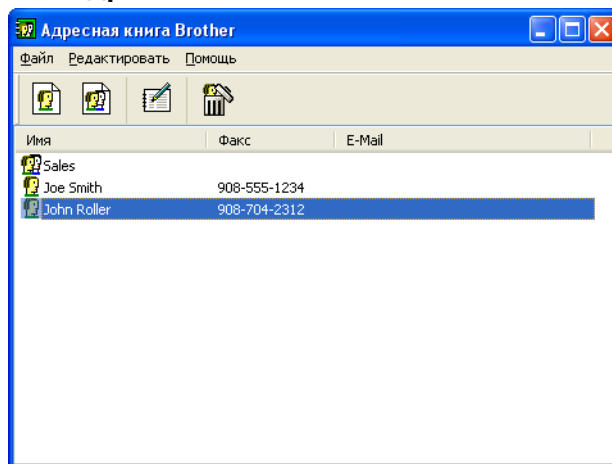 Адресная книга Brother
Файл Редактировать Помощь
Имя Факс E-Mail
Sales
Joe Smith 908-555-1234
John Roller 908-704-2312